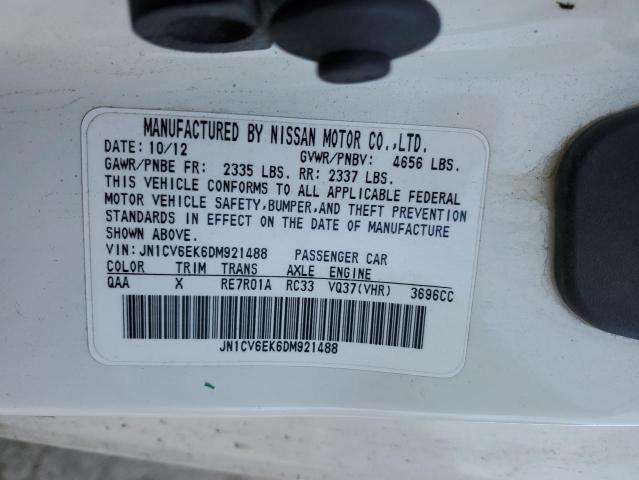 MANUFACTURED BY NISSAN MOTOR CO.,LTD.
DATE: 10/12 GVWR/PNBV: 4656 LBS.
GAWR/PNBE FR: 2335 LBS. RR: 2337 LBS.
THIS VEHICLE CONFORMS TO ALL APPLICABLE FEDERAL
MOTOR VEHICLE SAFETY,BUMPER,AND THEFT PREVENTION
STANDARDS IN EFFECT ON THE DATE OF MANUFACTURE
SHOWN ABOVE.
VIN: JN1CV6EK6DM921488 PASSENGER CAR
COLOR TRIM TRANS AXLE ENGINE
QAA X RE7R01A RC33 VQ37(VHR) 3696CC
JN1CV6EK6DM921488